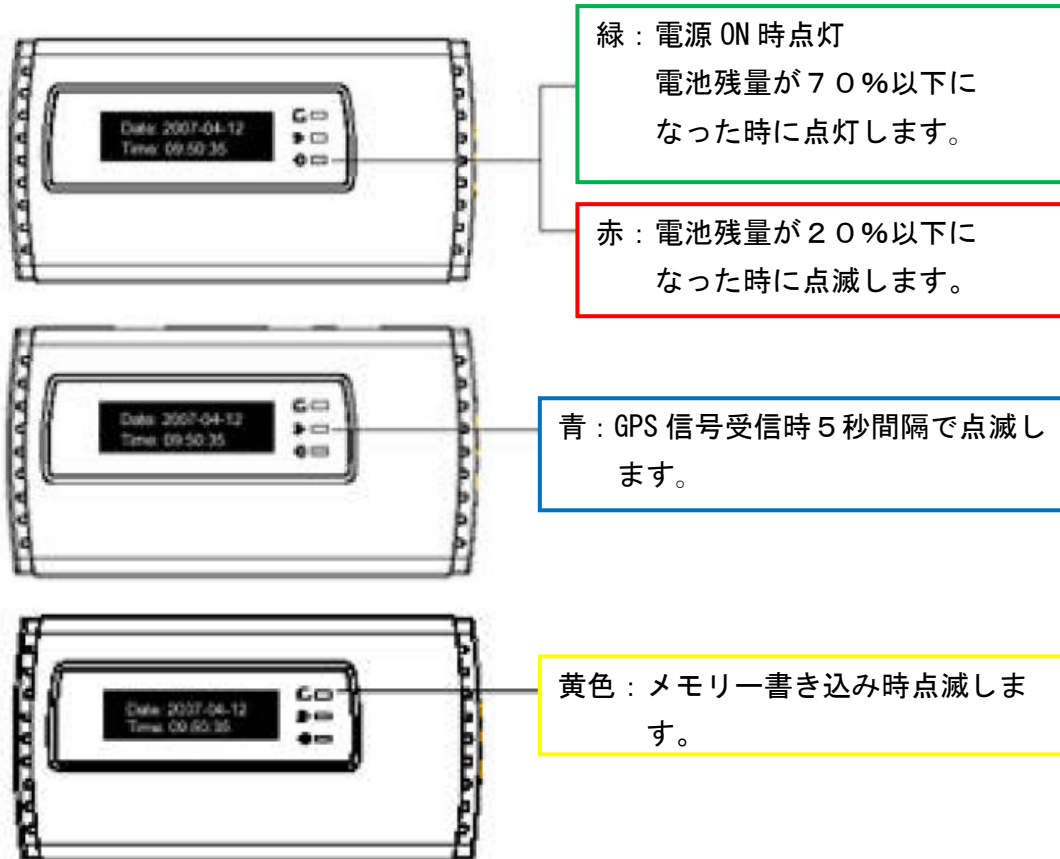 緑：電源 ON 時点灯
電池残量が７０%以下に
なった時に点灯します。
Date: 2007-04-12
Time: 09:50:35
赤：電池残量が２０%以下に
なった時に点滅します。
Date: 2007-04-12
Time: 09:50:35
青：GPS 信号受信時５秒間隔で点滅し
ます。
黄色：メモリー書き込み時点滅しま
す。
Date: 2007-04-12
Time: 09:50:35